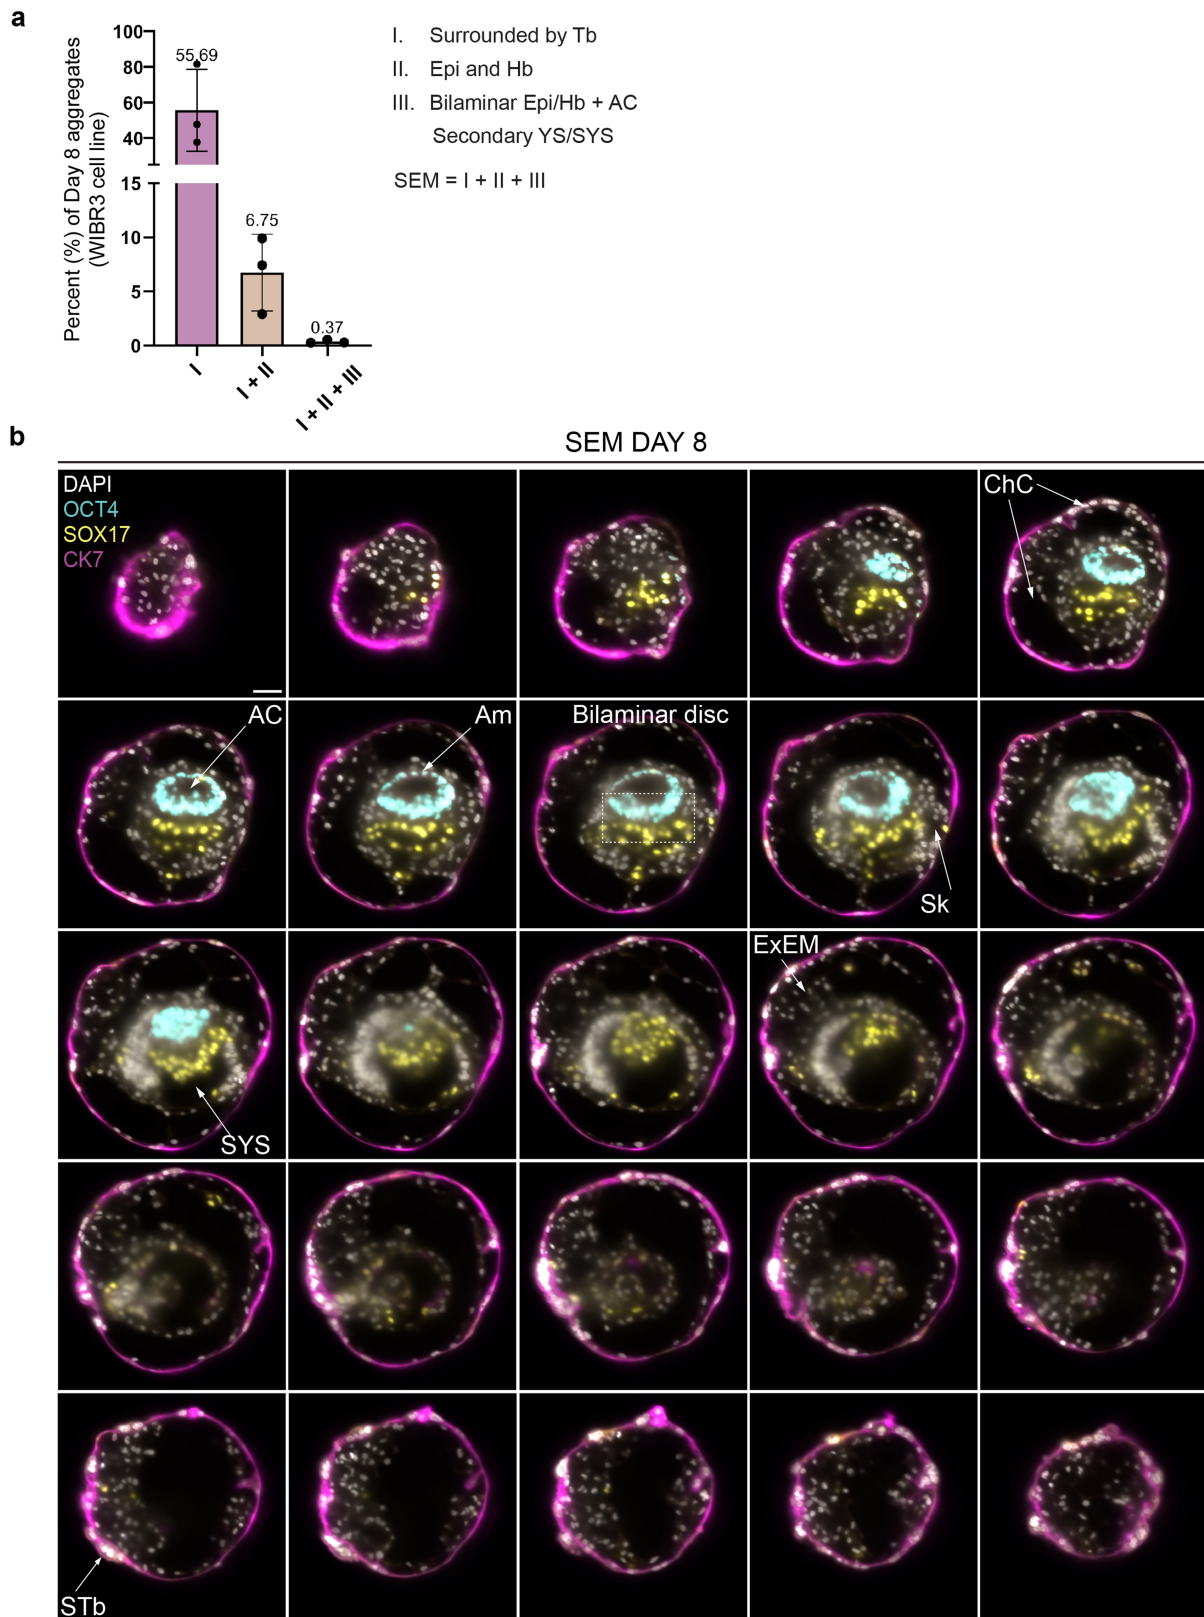 a
100
80
60
40
15
10
5
0
Percent (%) of Day 8 aggregates
(WIBR3 cell line)
55.69
6.75
0.37
I
I + II
I + II + III
I. Surrounded by Tb
II. Epi and Hb
III. Bilaminar Epi/Hb + AC
Secondary YS/SYS
SEM = I + II + III
b
SEM DAY 8
DAPI
OCT4
SOX17
CK7
ChC
AC
Am
Bilaminar disc
Sk
SYS
ExEM
STb